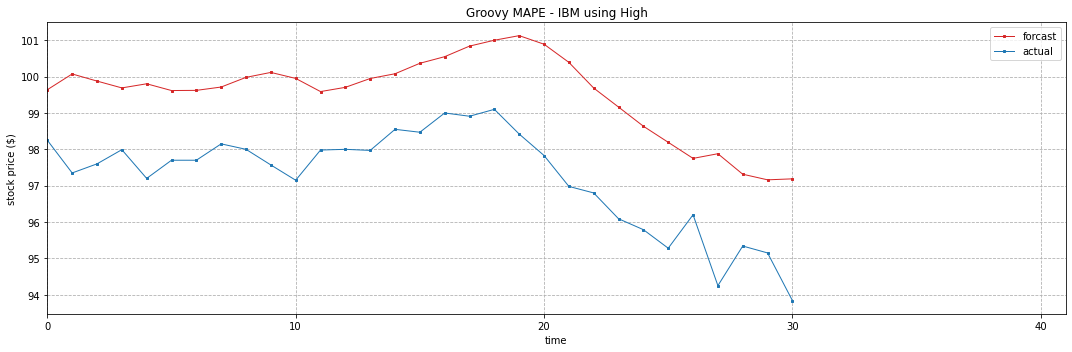 Groovy MAPE - IBM using High
forcast
actual
101
100
99
98
97
96
95
94
stock price ($)
0 10 20 30 40
time